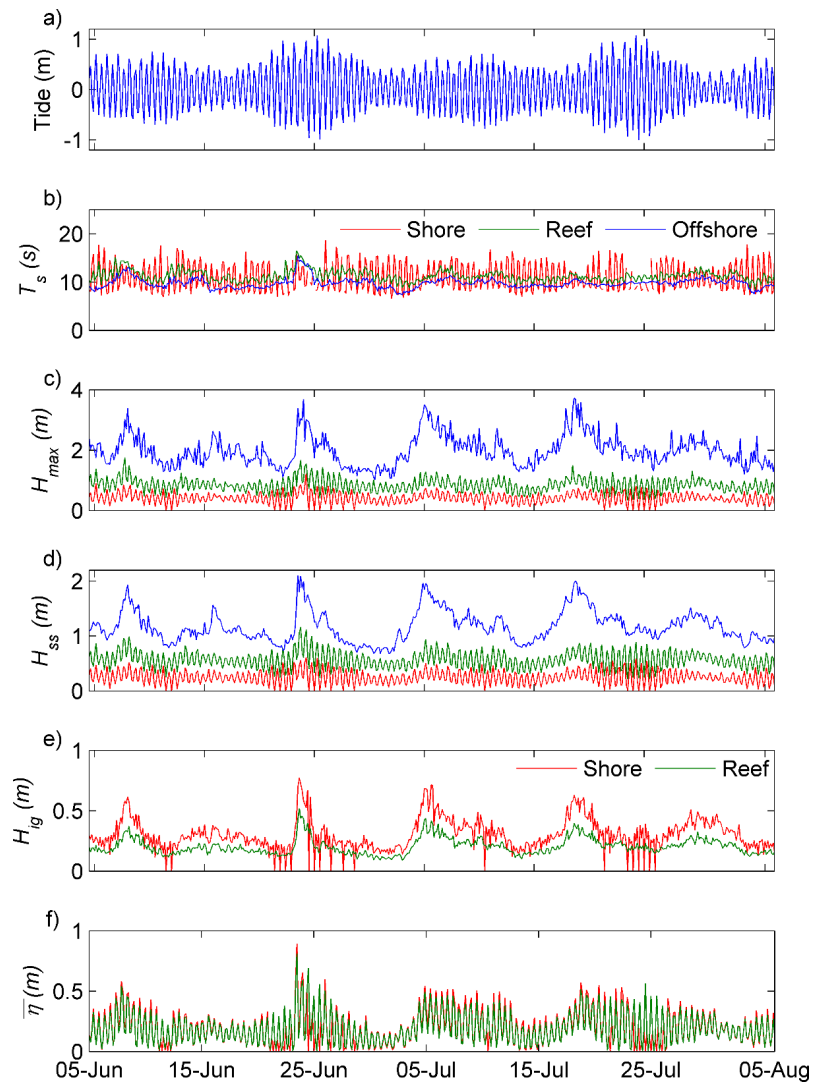 a)
1
0
-1
Tide (m)
b)
Shore Reef Offshore
20
10
0
T_s (s)
c)
4
2
0
H_max (m)
d)
2
1
0
H_ss (m)
e)
Shore Reef
1
0.5
0
H_ig (m)
f)
1
0.5
0
η̅ (m)
05-Jun 15-Jun 25-Jun 05-Jul 15-Jul 25-Jul 05-Aug